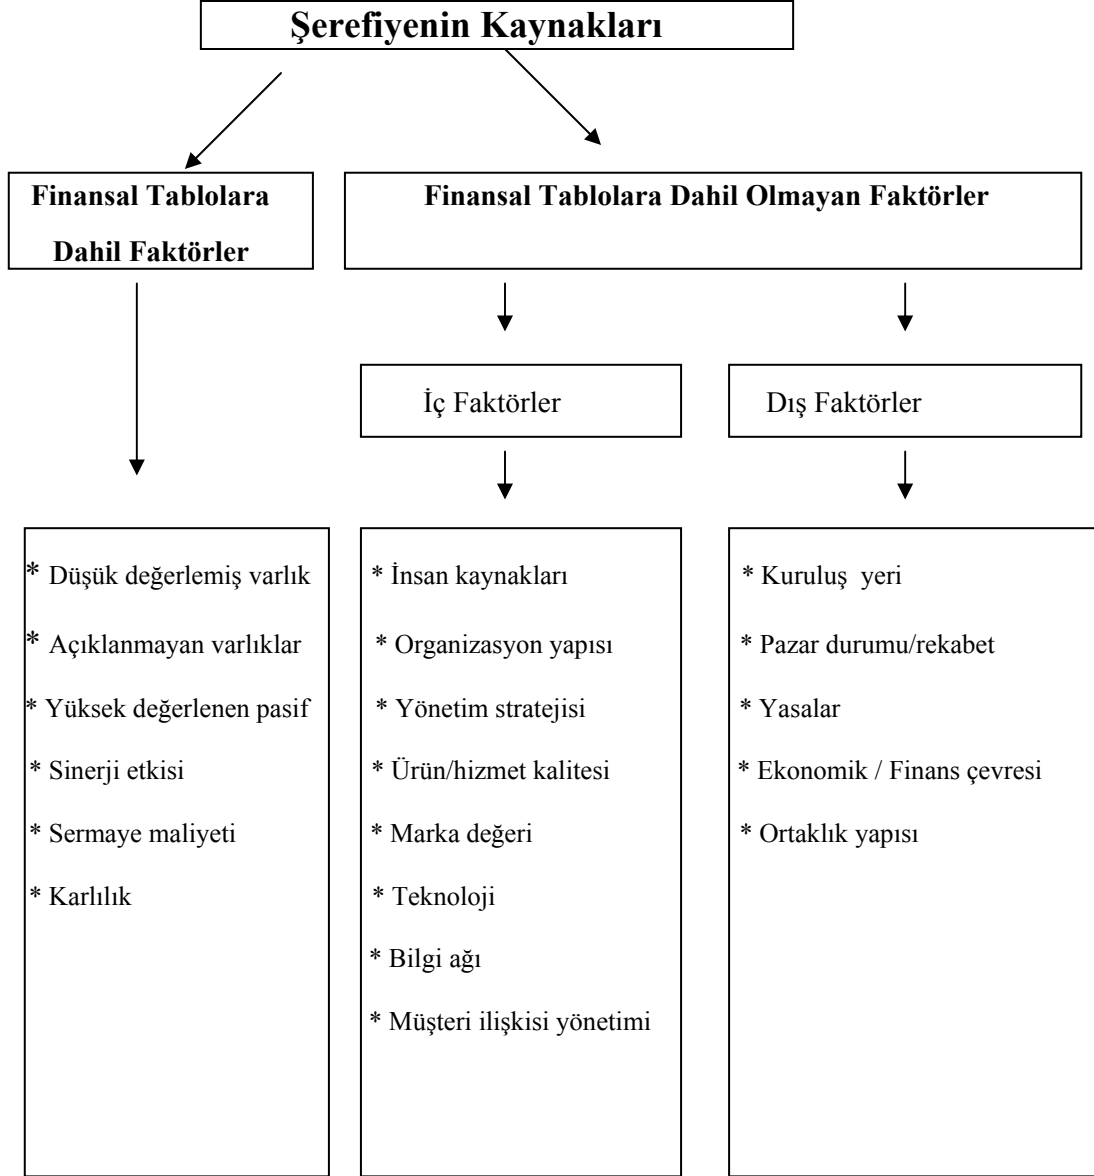 Şerefiyenin Kaynakları
Finansal Tablolara
Dahil Faktörler
Finansal Tablolara Dahil Olmayan Faktörler
İç Faktörler
Dış Faktörler
* Düşük değerlemiş varlık
* Açıklanmayan varlıklar
* Yüksek değerlenen pasif
* Sinerji etkisi
* Sermaye maliyeti
* Karlılık
* İnsan kaynakları
* Organizasyon yapısı
* Yönetim stratejisi
* Ürün/hizmet kalitesi
* Marka değeri
* Teknoloji
* Bilgi ağı
* Müşteri ilişkisi yönetimi
* Kuruluş  yeri
* Pazar durumu/rekabet
* Yasalar
* Ekonomik / Finans çevresi
* Ortaklık yapısı